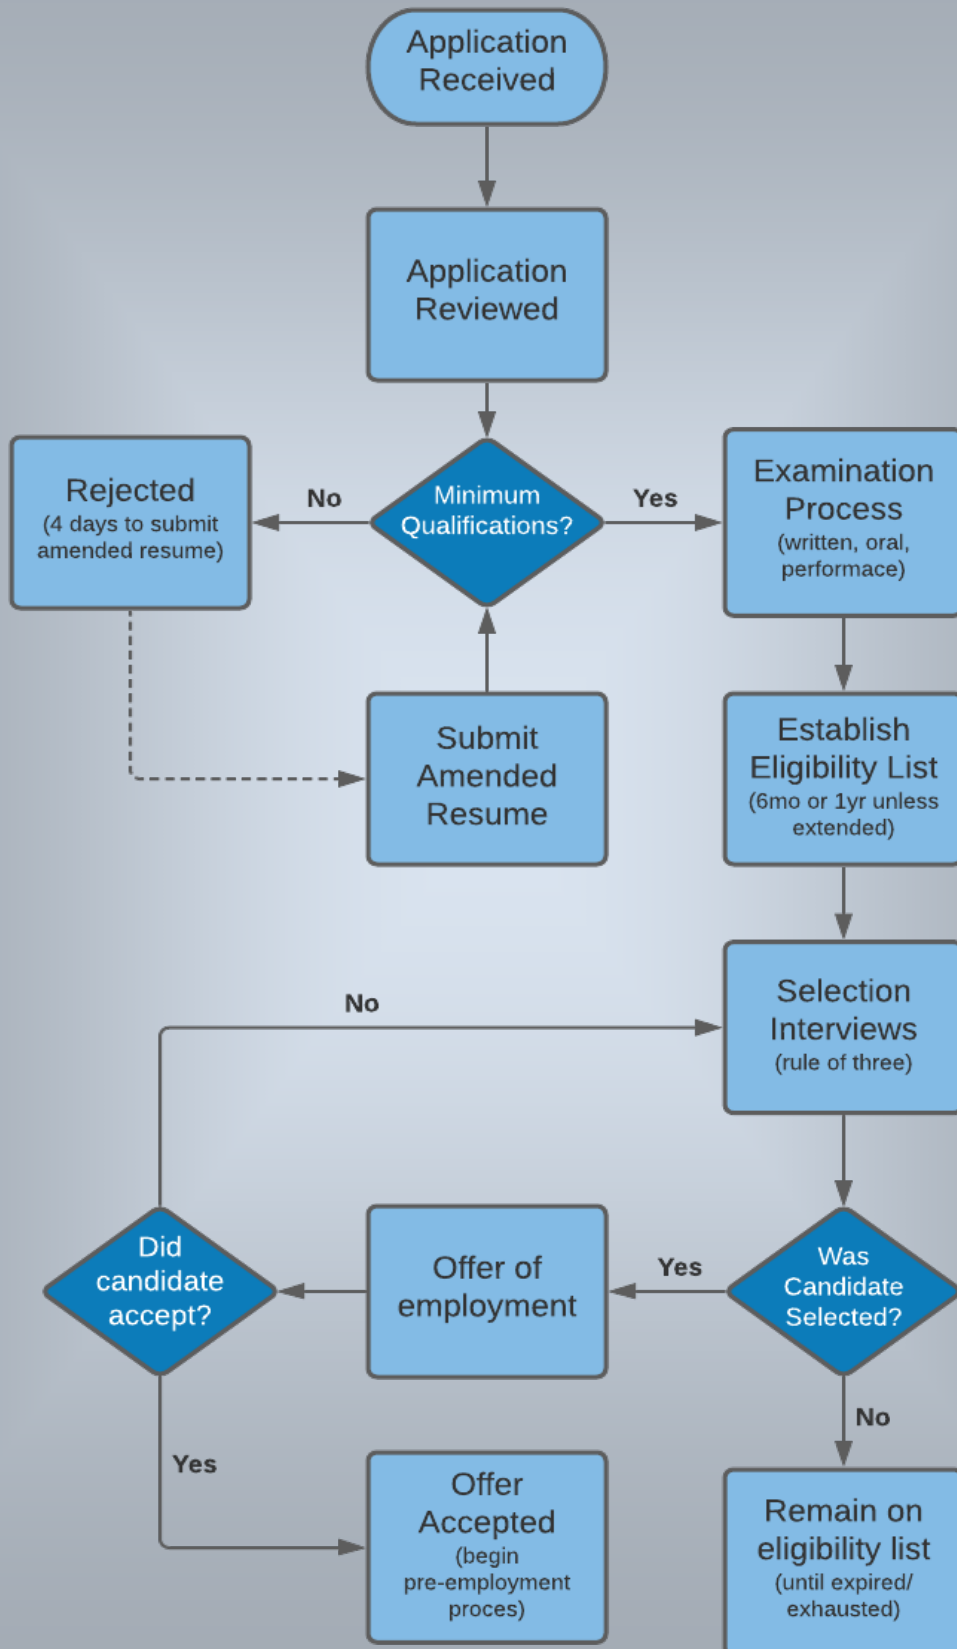 Application
Received
Application
Reviewed
Minimum
Qualifications?
No
Yes
Rejected
(4 days to submit
amended resume)
Examination
Process
(written, oral,
performace)
Submit
Amended
Resume
Establish
Eligibility List
(6mo or 1yr unless
extended)
No
Selection
Interviews
(rule of three)
Did
candidate
accept?
Offer of
employment
Yes
Was
Candidate
Selected?
No
Yes
Offer
Accepted
(begin
pre-employment
proces)
Remain on
eligibility list
(until expired/
exhausted)